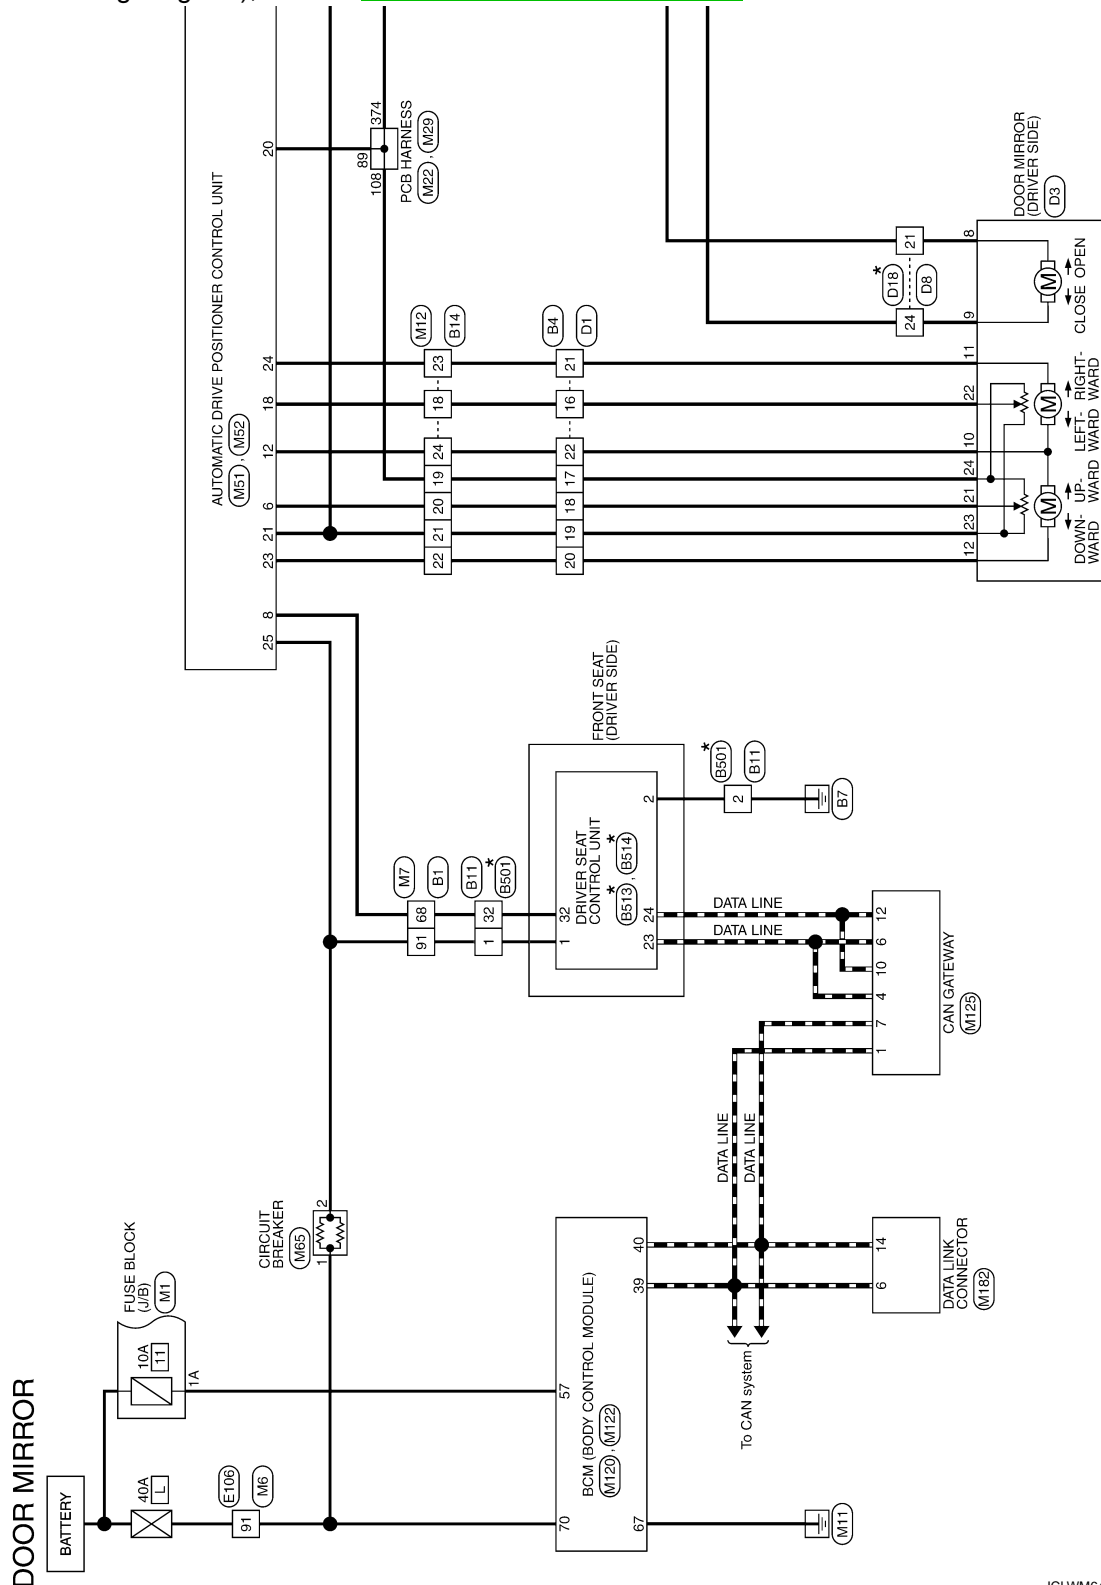 DOOR MIRROR
BATTERY
40A
L
E106
M6
91
10A
11
1A
FUSE BLOCK
(J/B)
M1
CIRCUIT
BREAKER
M65
1
2
70
57
67
39
40
BCM (BODY CONTROL MODULE)
M120 , M122
M11
To CAN system
DATA LINE
DATA LINE
6
14
DATA LINK
CONNECTOR
M182
1
7
4
10
6
12
CAN GATEWAY
M125
DATA LINE
DATA LINE
M7
B1
91
68
B11
*
B501
1
32
1
32
DRIVER SEAT
CONTROL UNIT
*
B513 ,
*
B514
23
24
2
FRONT SEAT
(DRIVER SIDE)
*
B501
B11
2
B7
AUTOMATIC DRIVE POSITIONER CONTROL UNIT
M51 , M52
25
8
23
21
6
12
18
24
20
M12
B14
22
21
20
19
24
18
23
B4
D1
20
19
18
17
22
16
21
108
89
374
PCB HARNESS
M22 , M29
*
D18
D8
24
21
12
23
21
24
10
22
11
9
8
DOOR MIRROR
(DRIVER SIDE)
D3
M
M
M
DOWN-
WARD
UP-
WARD
LEFT-
WARD
RIGHT-
WARD
CLOSE
OPEN